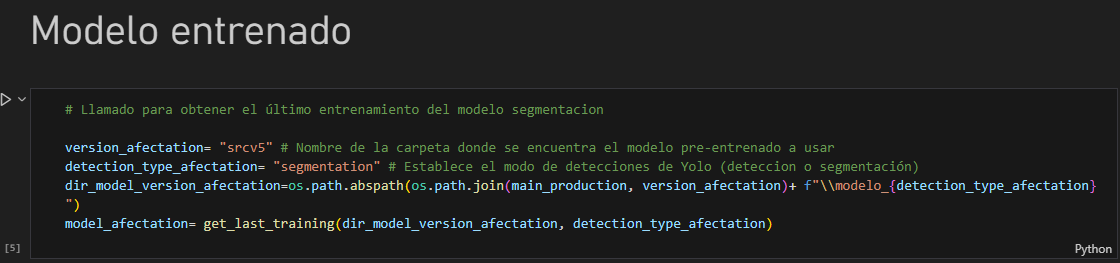 Modelo entrenado
# Llamado para obtener el último entrenamiento del modelo segmentacion
version_afectation= "srcv5" # Nombre de la carpeta donde se encuentra el modelo pre-entrenado a usar
detection_type_afectation= "segmentation" # Establece el modo de detecciones de Yolo (deteccion o segmentación)
dir_model_version_afectation=os.path.abspath(os.path.join(main_production, version_afectation)+ f"\\modelo_{detection_type_afectation}
")
model_afectation= get_last_training(dir_model_version_afectation, detection_type_afectation)
[5]
Python